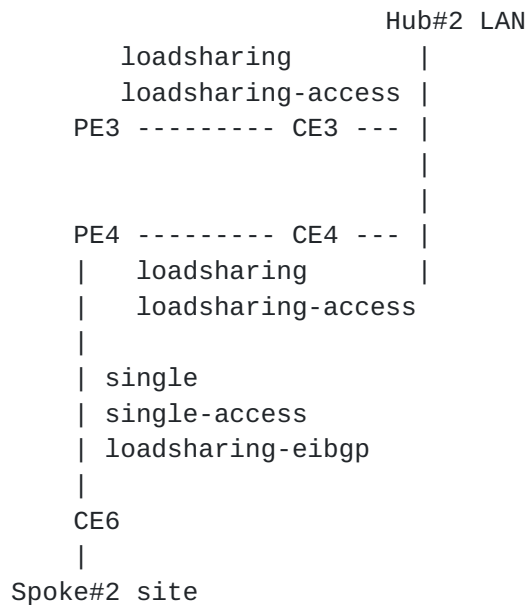 Hub#2 LAN
loadsharing |
loadsharing-access |
PE3 --------- CE3 --- |
|
|
PE4 --------- CE4 --- |
| loadsharing |
| loadsharing-access
|
| single
| single-access
| loadsharing-eibgp
|
CE6
|
Spoke#2 site